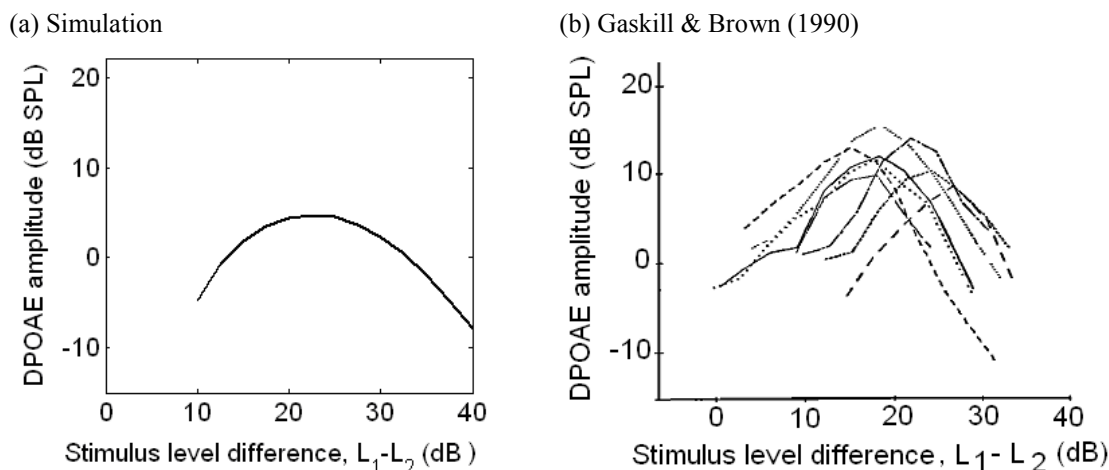 (a) Simulation
DPOAE amplitude (dB SPL)
20
10
0
-10
0 10 20 30 40
Stimulus level difference, L₁-L₂ (dB)
(b) Gaskill & Brown (1990)
DPOAE amplitude (dB SPL)
20
10
0
-10
0 10 20 30 40
Stimulus level difference, L₁- L₂ (dB)